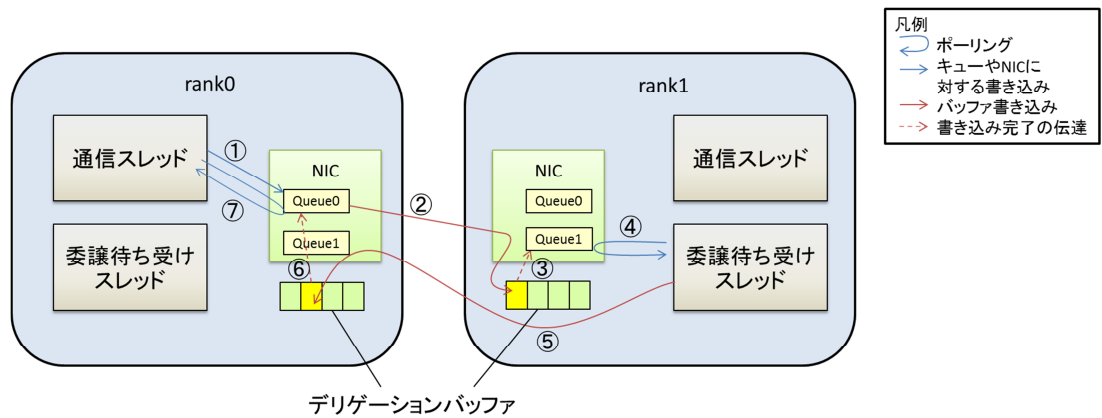 凡例
ポーリング
キューやNICに
対する書き込み
バッファ書き込み
書き込み完了の伝達
rank0
通信スレッド
委譲待ち受け
スレッド
①
⑦
NIC
Queue0
Queue1
⑥
②
rank1
NIC
Queue0
Queue1
③
④
⑤
通信スレッド
委譲待ち受け
スレッド
デリゲーションバッファ